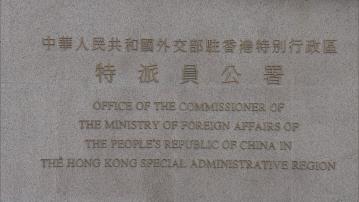 中華人民共和國外交部駐香港特別行政區
特派員公署
OFFICE OF THE COMMISSIONER OF
THE MINISTRY OF FOREIGN AFFAIRS OF
THE PEOPLE'S REPUBLIC OF CHINA IN
THE HONG KONG SPECIAL ADMINISTRATIVE REGION